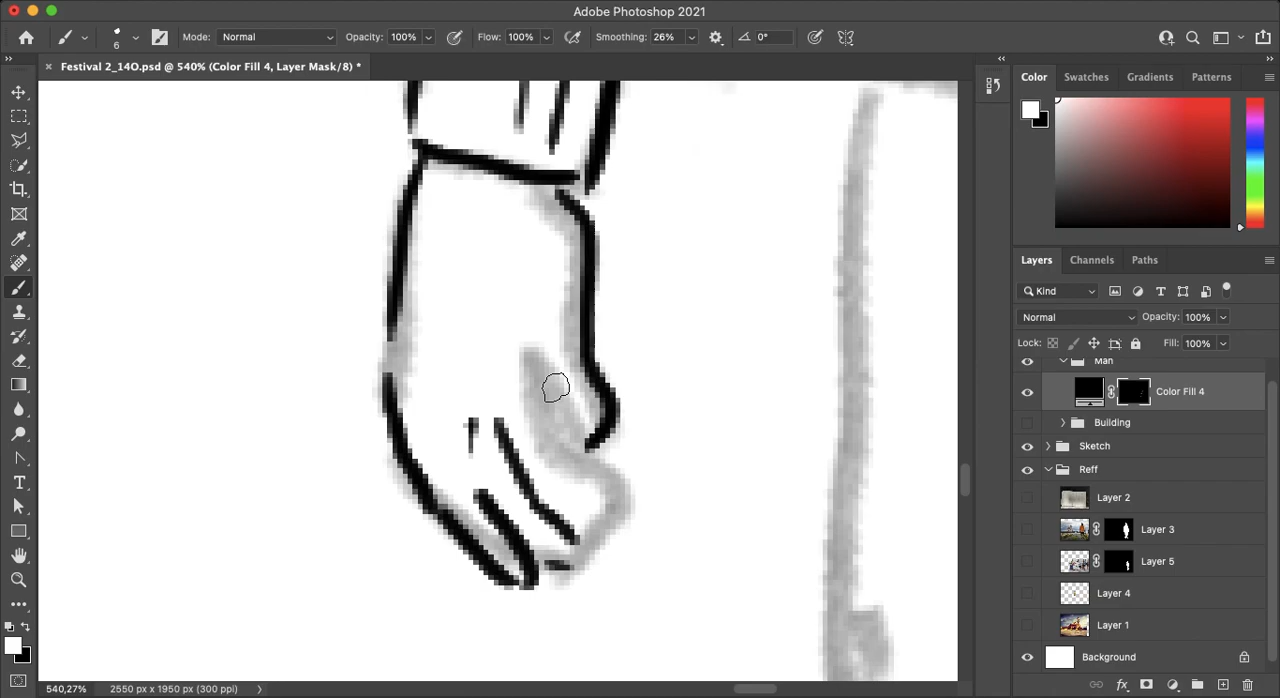 Adobe Photoshop 2021
6
Mode: Normal
Opacity: 100%
Flow: 100%
Smoothing: 26%
0°
Festival 2_14O.psd @ 540% (Color Fill 4, Layer Mask/8) *
Color
Swatches
Gradients
Patterns
Layers
Channels
Paths
Kind
Normal
Opacity: 100%
Lock:
Fill: 100%
Man
Color Fill 4
Building
Sketch
Reff
Layer 2
Layer 3
Layer 5
Layer 4
Layer 1
Background
540,27%
2550 px x 1950 px (300 ppi)